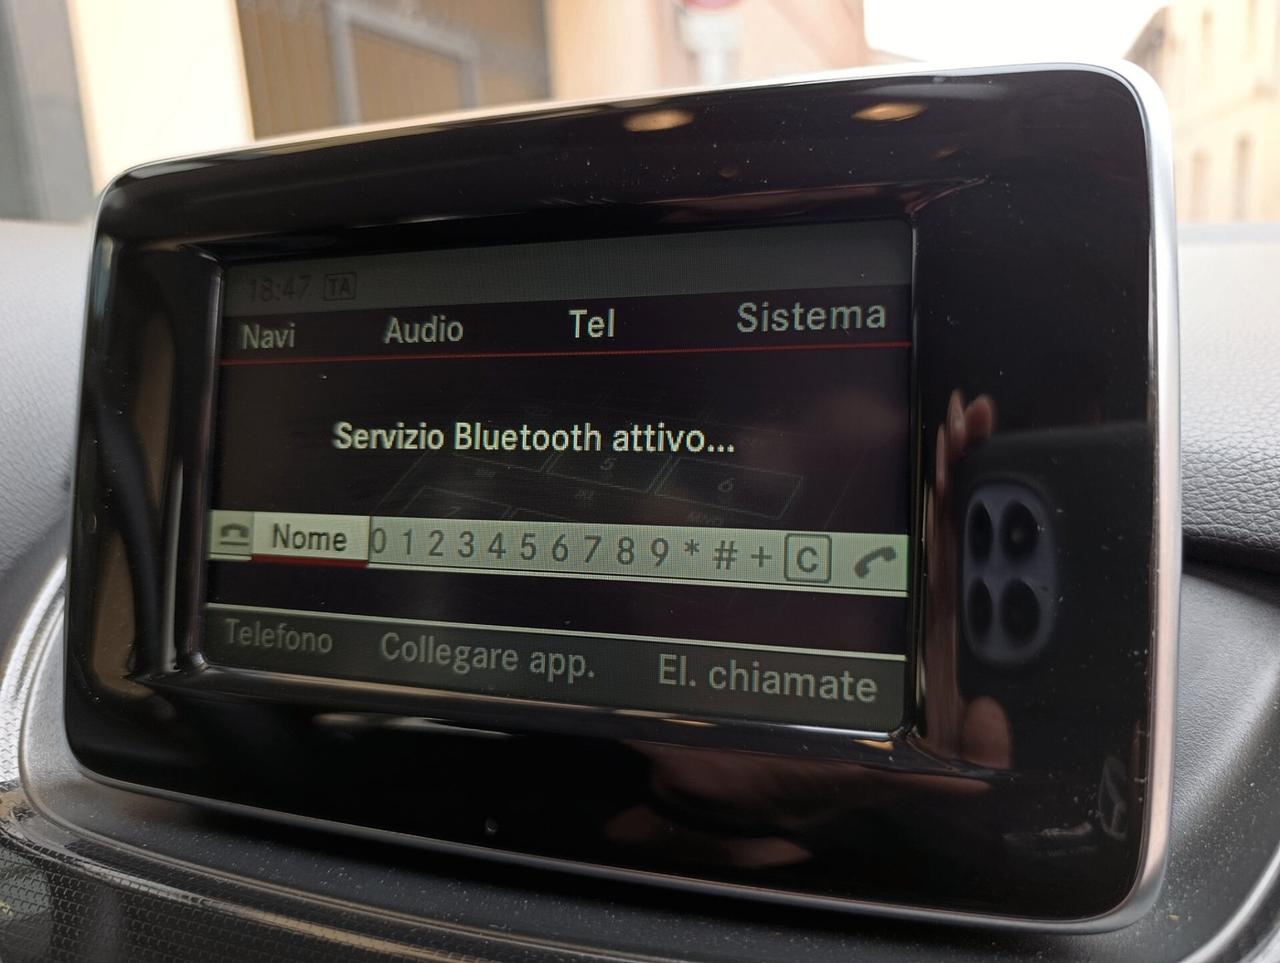 18:47 TA
Navi Audio Tel Sistema
Servizio Bluetooth attivo...
Nome 0 1 2 3 4 5 6 7 8 9 * # + C
Telefono Collegare app. El. chiamate